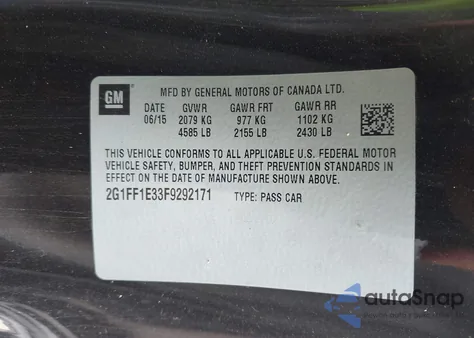 GM
MFD BY GENERAL MOTORS OF CANADA LTD.
DATE GVWR GAWR FRT GAWR RR
06/15 2079 KG 977 KG 1102 KG
4585 LB 2155 LB 2430 LB
THIS VEHICLE CONFORMS TO ALL APPLICABLE U.S. FEDERAL MOTOR
VEHICLE SAFETY, BUMPER, AND THEFT PREVENTION STANDARDS
IN EFFECT ON THE DATE OF MANUFACTURE SHOWN ABOVE.
2G1FF1E33F9292171 TYPE: PASS CAR
autoSnap